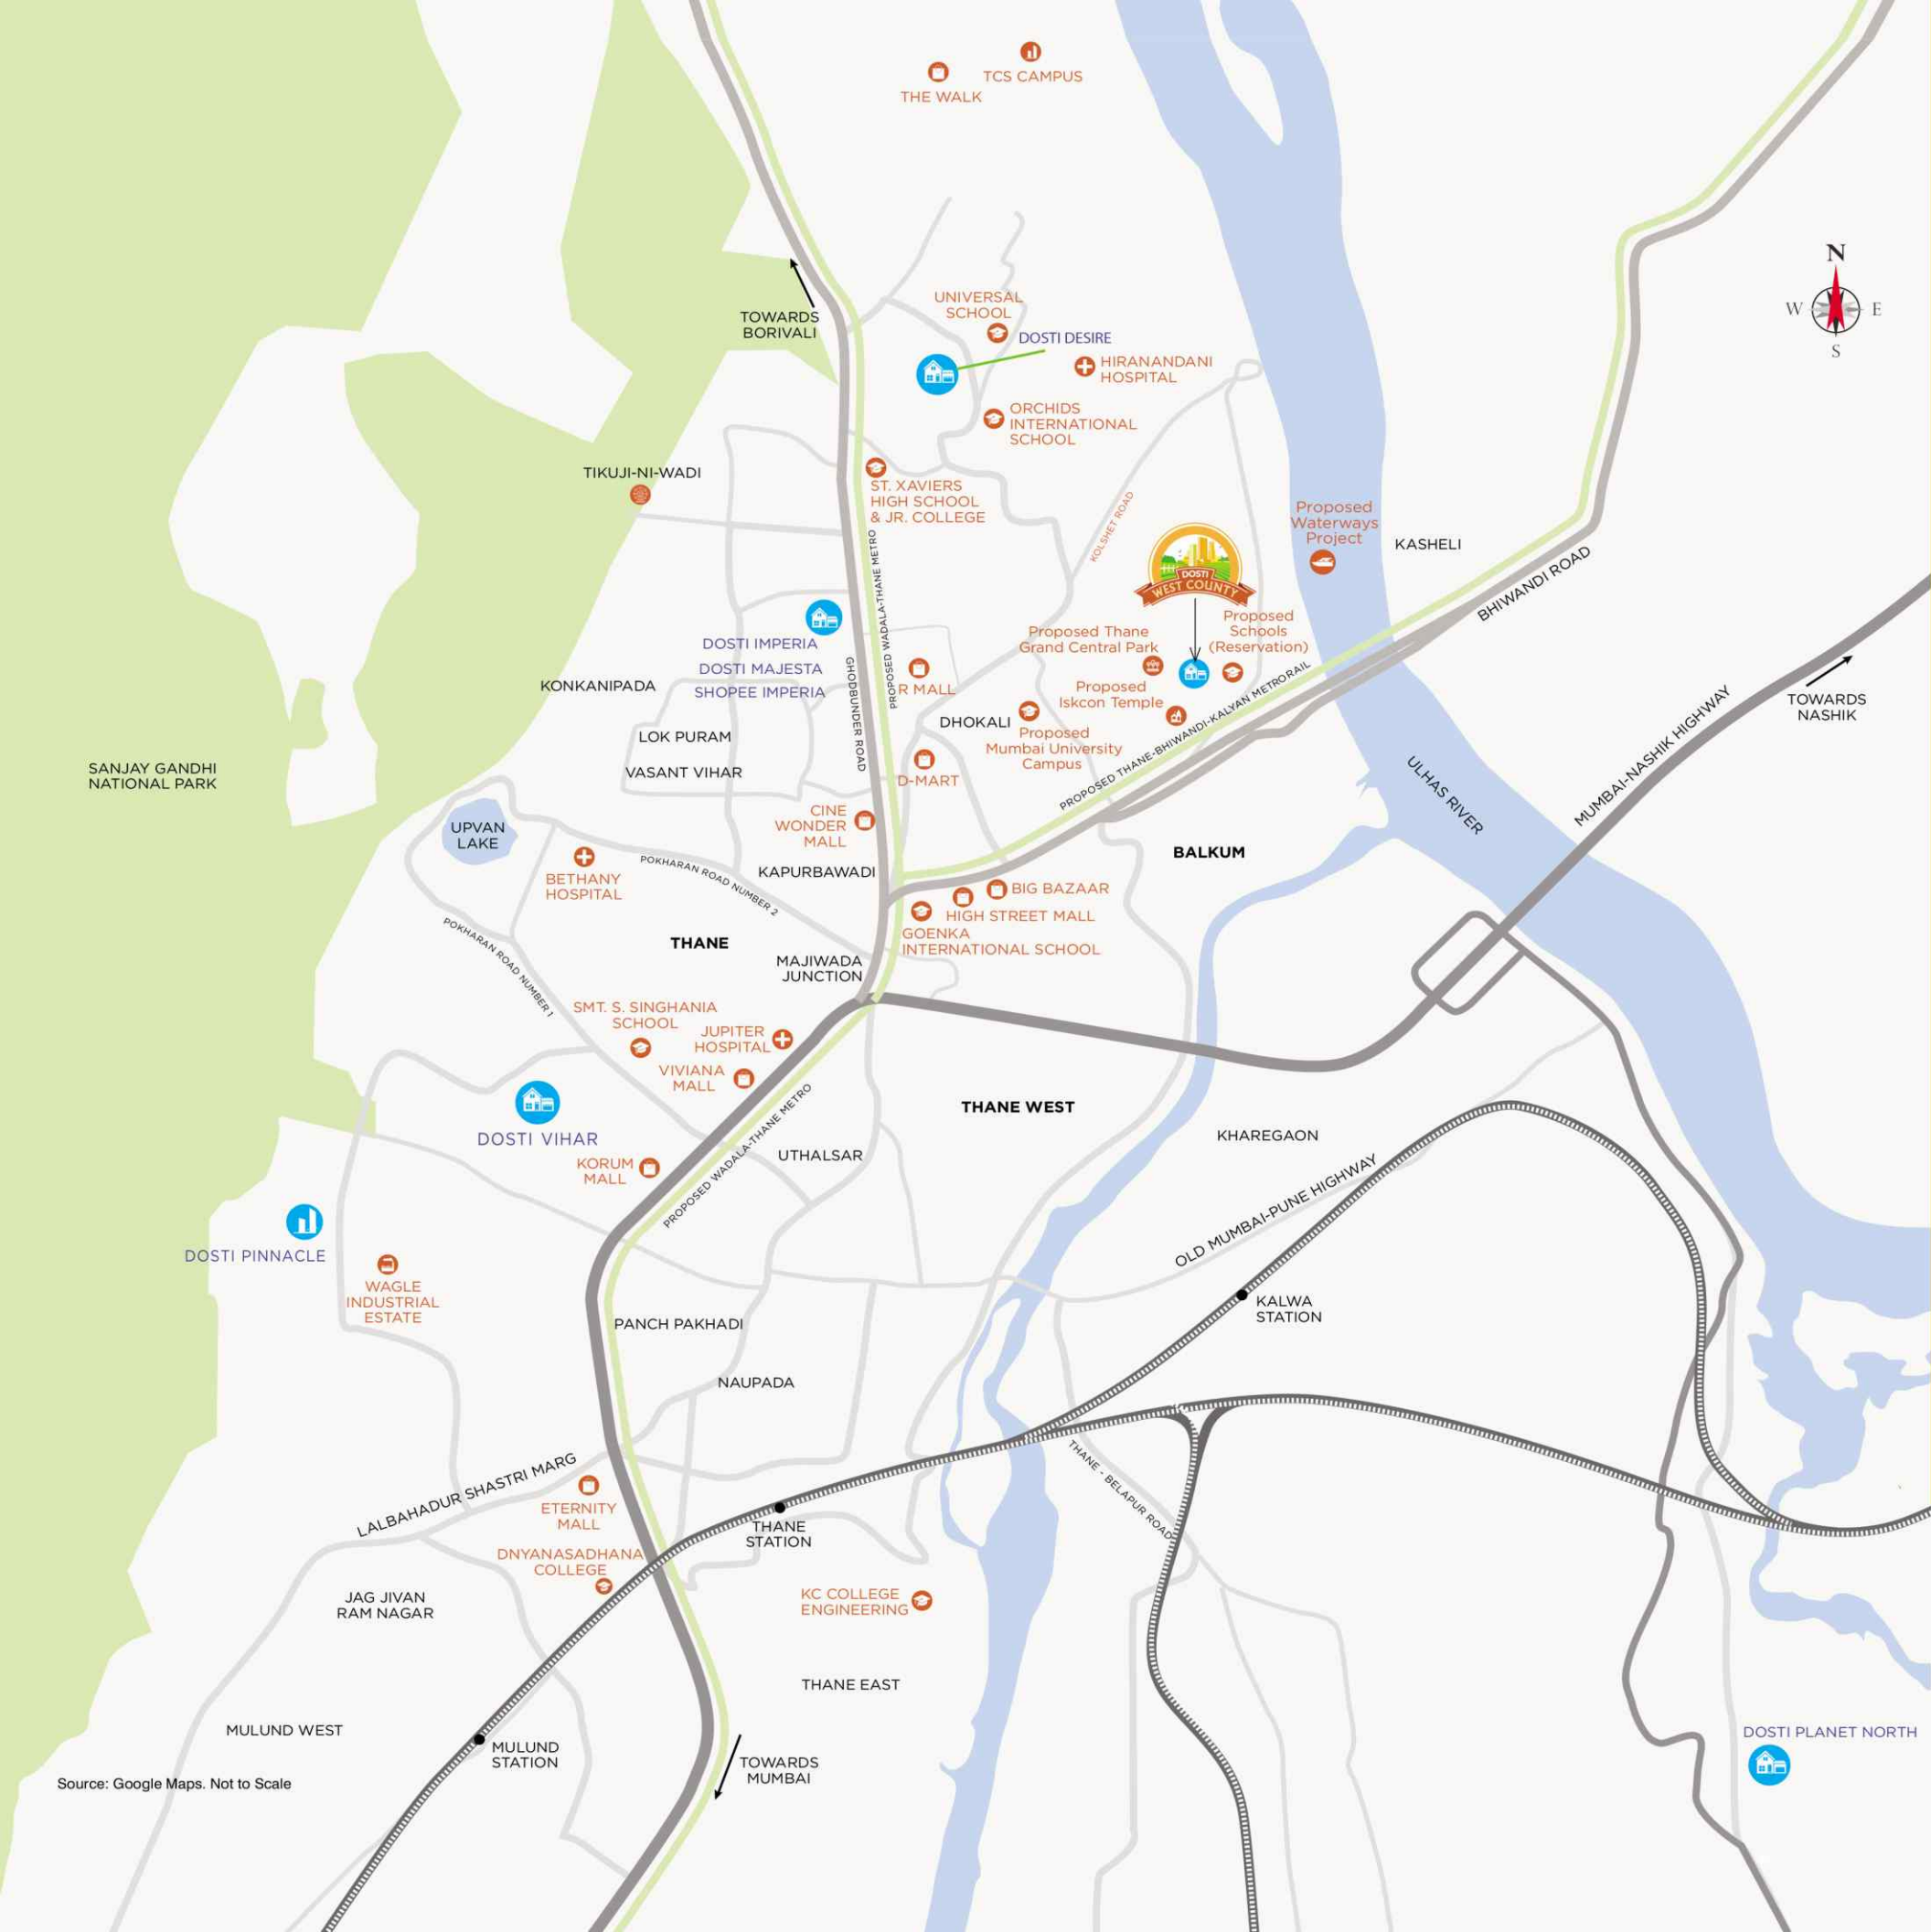 TCS CAMPUS
THE WALK
N
W
E
S
UNIVERSAL
SCHOOL
TOWARDS
BORIVALI
DOSTI DESIRE
HIRANANDANI
HOSPITAL
ORCHIDS
INTERNATIONAL
SCHOOL
TIKUJI-NI-WADI
ST. XAVIERS
HIGH SCHOOL
& JR. COLLEGE
KOLSHET ROAD
Proposed
Waterways
Project
KASHELI
PROPOSED WADALA-THANE METRO
DOSTI
WEST COUNTY
BHIWANDI ROAD
Proposed
Schools
(Reservation)
Proposed Thane
Grand Central Park
DOSTI IMPERIA
DOSTI MAJESTA
SHOPEE IMPERIA
GHODBUNDER ROAD
KONKANIPADA
R MALL
Proposed
Iskcon Temple
PROPOSED THANE-BHIWANDI-KALYAN METRORAIL
TOWARDS
NASHIK
MUMBAI-NASHIK HIGHWAY
DHOKALI
Proposed
Mumbai University
Campus
LOK PURAM
VASANT VIHAR
SANJAY GANDHI
NATIONAL PARK
D-MART
ULHAS RIVER
CINE
WONDER
MALL
UPVAN
LAKE
BALKUM
POKHARAN ROAD NUMBER 2
KAPURBAWADI
BETHANY
HOSPITAL
BIG BAZAAR
HIGH STREET MALL
GOENKA
INTERNATIONAL SCHOOL
POKHARAN ROAD NUMBER 1
THANE
MAJIWADA
JUNCTION
SMT. S. SINGHANIA
SCHOOL
JUPITER
HOSPITAL
VIVIANA
MALL
THANE WEST
PROPOSED WADALA-THANE METRO
KHAREGAON
DOSTI VIHAR
UTHALSAR
KORUM
MALL
OLD MUMBAI-PUNE HIGHWAY
DOSTI PINNACLE
WAGLE
INDUSTRIAL
ESTATE
KALWA
STATION
PANCH PAKHADI
NAUPADA
LALBAHADUR SHASTRI MARG
THANE - BELAPUR ROAD
ETERNITY
MALL
THANE
STATION
DNYANASADHANA
COLLEGE
JAG JIVAN
RAM NAGAR
KC COLLEGE
ENGINEERING
THANE EAST
MULUND WEST
DOSTI PLANET NORTH
MULUND
STATION
TOWARDS
MUMBAI
Source: Google Maps. Not to Scale